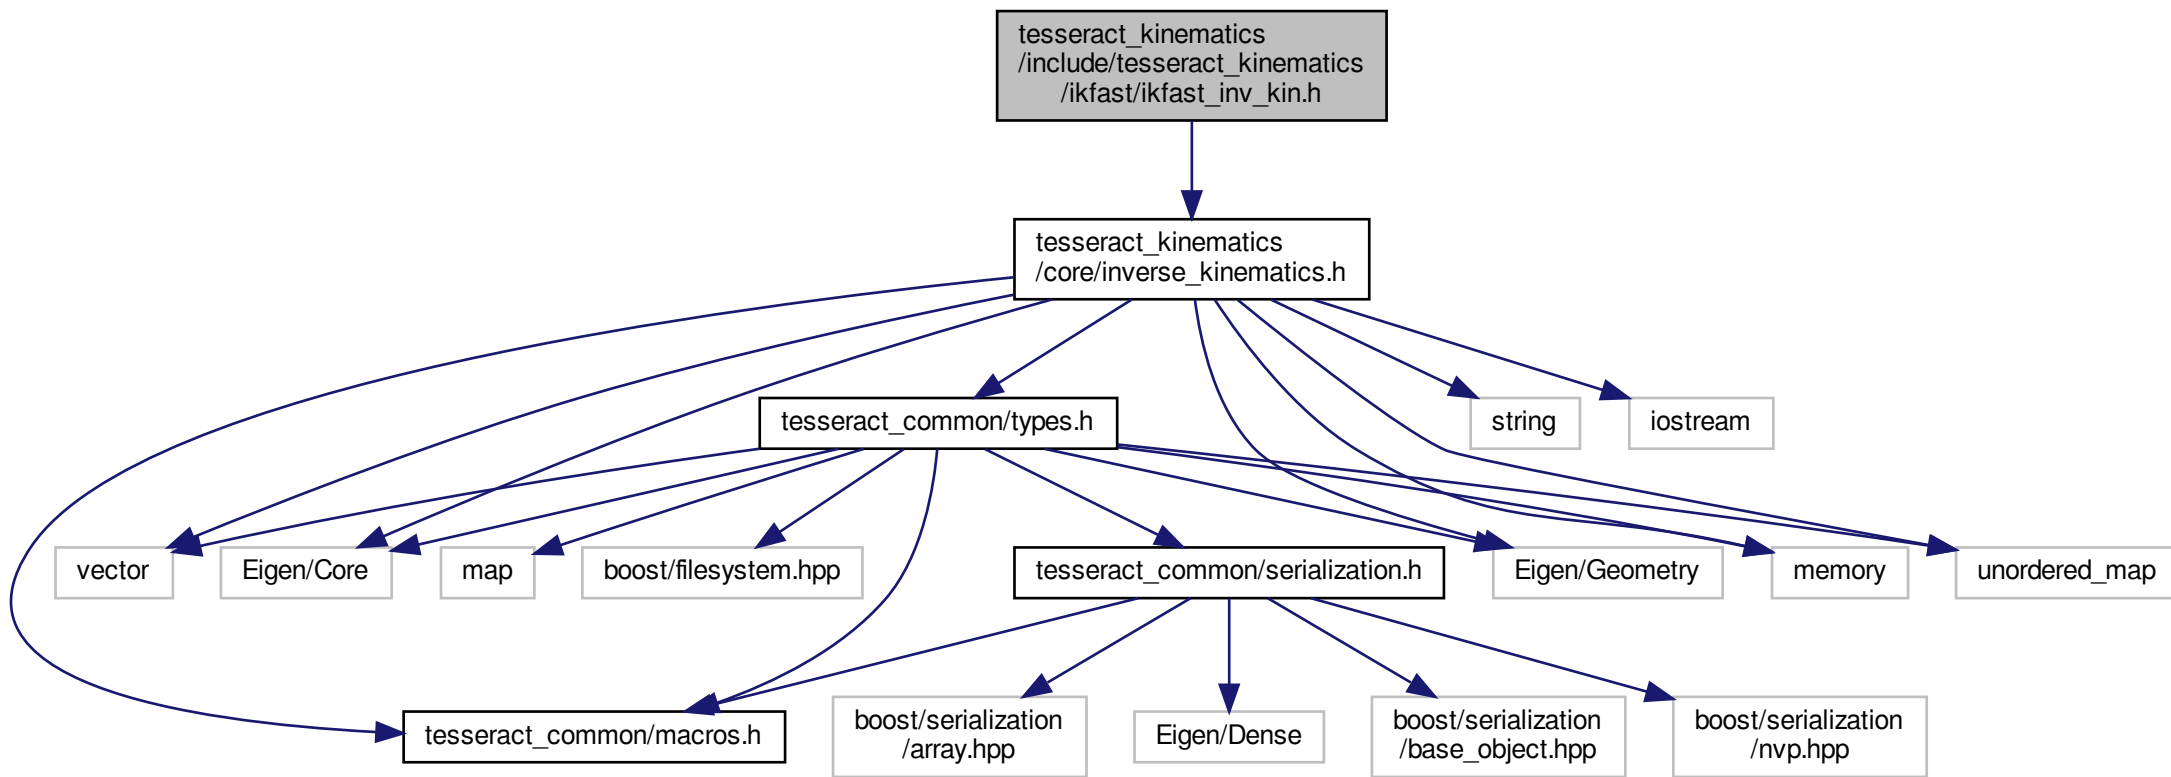 tesseract_kinematics
/include/tesseract_kinematics
/ikfast/ikfast_inv_kin.h
tesseract_kinematics
/core/inverse_kinematics.h
tesseract_common/types.h
string
iostream
vector
Eigen/Core
map
boost/filesystem.hpp
tesseract_common/serialization.h
Eigen/Geometry
memory
unordered_map
tesseract_common/macros.h
boost/serialization
/array.hpp
Eigen/Dense
boost/serialization
/base_object.hpp
boost/serialization
/nvp.hpp